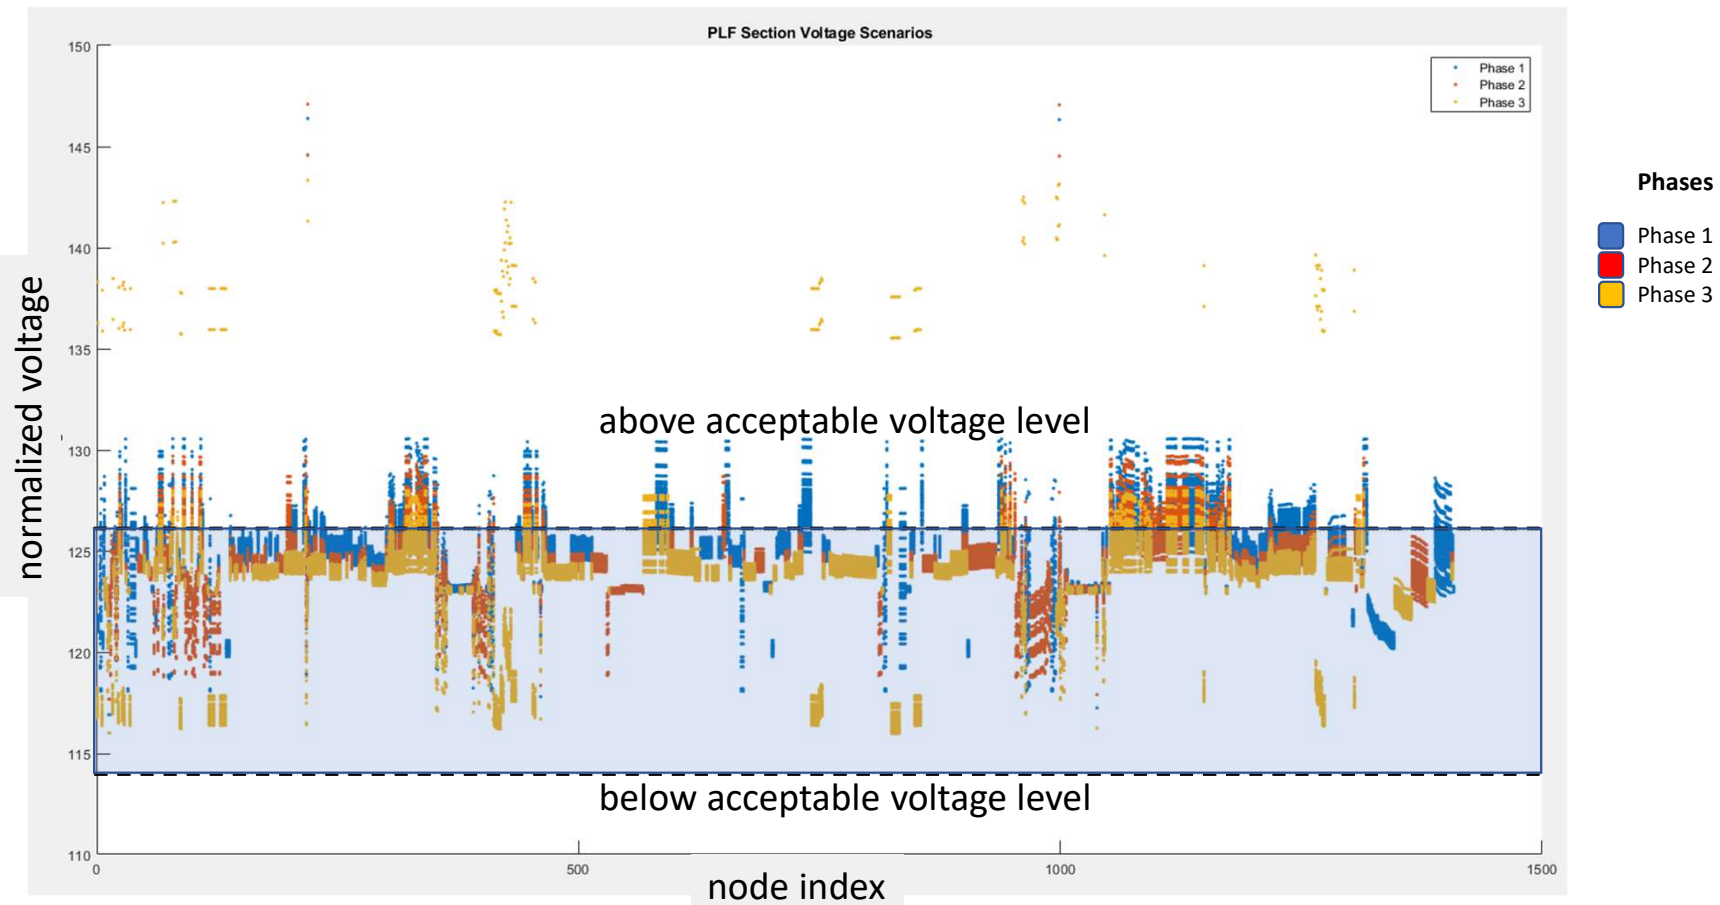 PLF Section Voltage Scenarios
150
145
140
135
130
125
120
115
110
0
500
1000
1500
Phase 1
Phase 2
Phase 3
normalized voltage
above acceptable voltage level
below acceptable voltage level
node index
Phases
Phase 1
Phase 2
Phase 3